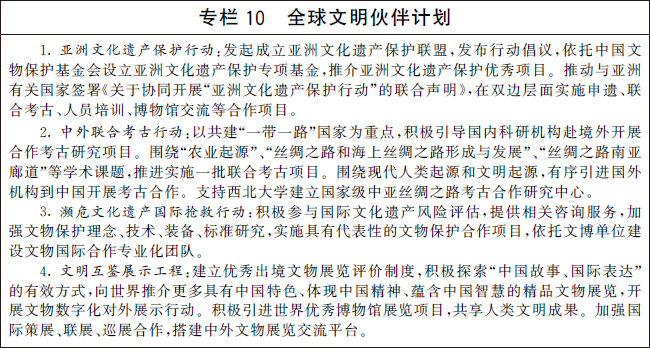 专栏 10 全球文明伙伴计划
1. 亚洲文化遗产保护行动:发起成立亚洲文化遗产保护联盟,发布行动倡议,依托中国文
物保护基金会设立亚洲文化遗产保护专项基金,推介亚洲文化遗产保护优秀项目。推动与亚洲
有关国家签署《关于协同开展“亚洲文化遗产保护行动”的联合声明》,在双边层面实施申遗、联
合考古、人员培训、博物馆交流等合作项目。
2. 中外联合考古行动:以共建“一带一路”国家为重点,积极引导国内科研机构赴境外开展
合作考古研究项目。围绕“农业起源”、“丝绸之路和海上丝绸之路形成与发展”、“丝绸之路南亚
廊道”等学术课题,推进实施一批联合考古项目。围绕现代人类起源和文明起源,有序引进国外
机构到中国开展考古合作。支持西北大学建立国家级中亚丝绸之路考古合作研究中心。
3. 濒危文化遗产国际抢救行动:积极参与国际文化遗产风险评估,提供相关咨询服务,加
强文物保护理念、技术、装备、标准研究,实施具有代表性的文物保护合作项目,依托文博单位建
设文物国际合作专业化团队。
4. 文明互鉴展示工程:建立优秀出境文物展览评价制度,积极探索“中国故事、国际表达”
的有效方式,向世界推介更多具有中国特色、体现中国精神、蕴含中国智慧的精品文物展览,开
展文物数字化对外展示行动。积极引进世界优秀博物馆展览项目,共享人类文明成果。加强国
际策展、联展、巡展合作,搭建中外文物展览交流平台。